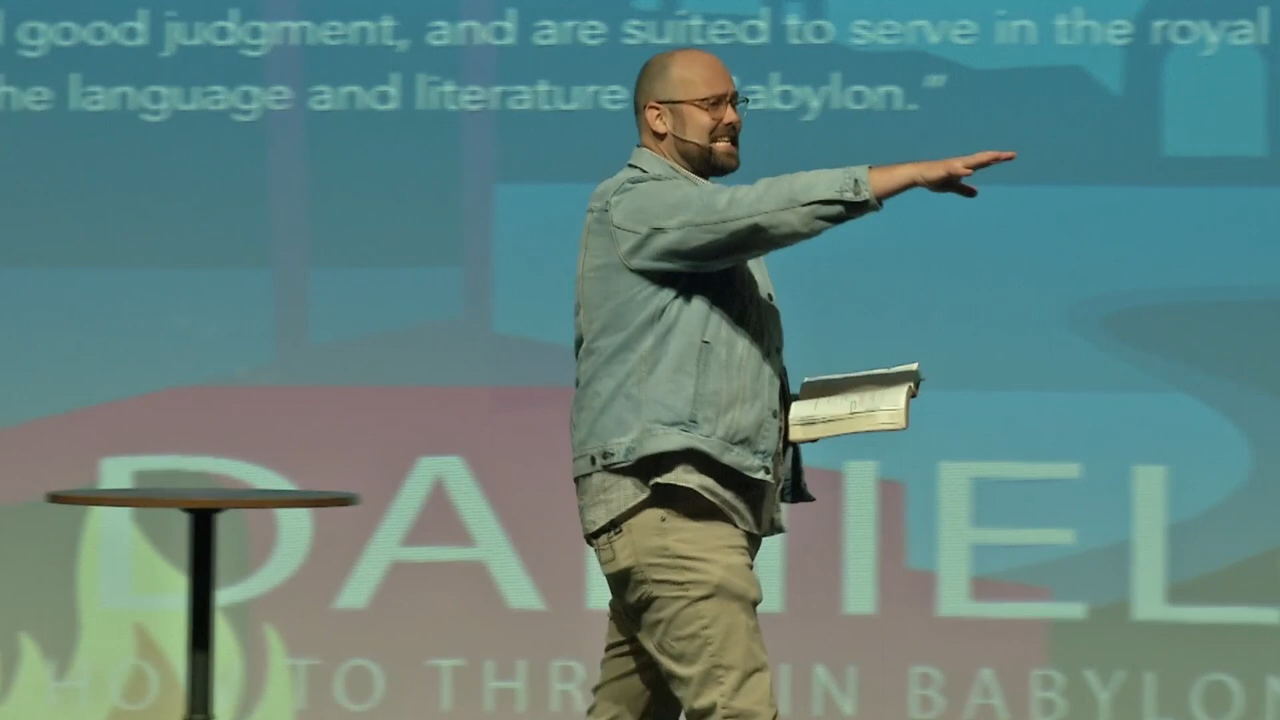 good judgment, and are suited to serve in the royal
he language and literature abylon.”
DANIEL
HO TO THR IN BABYLON